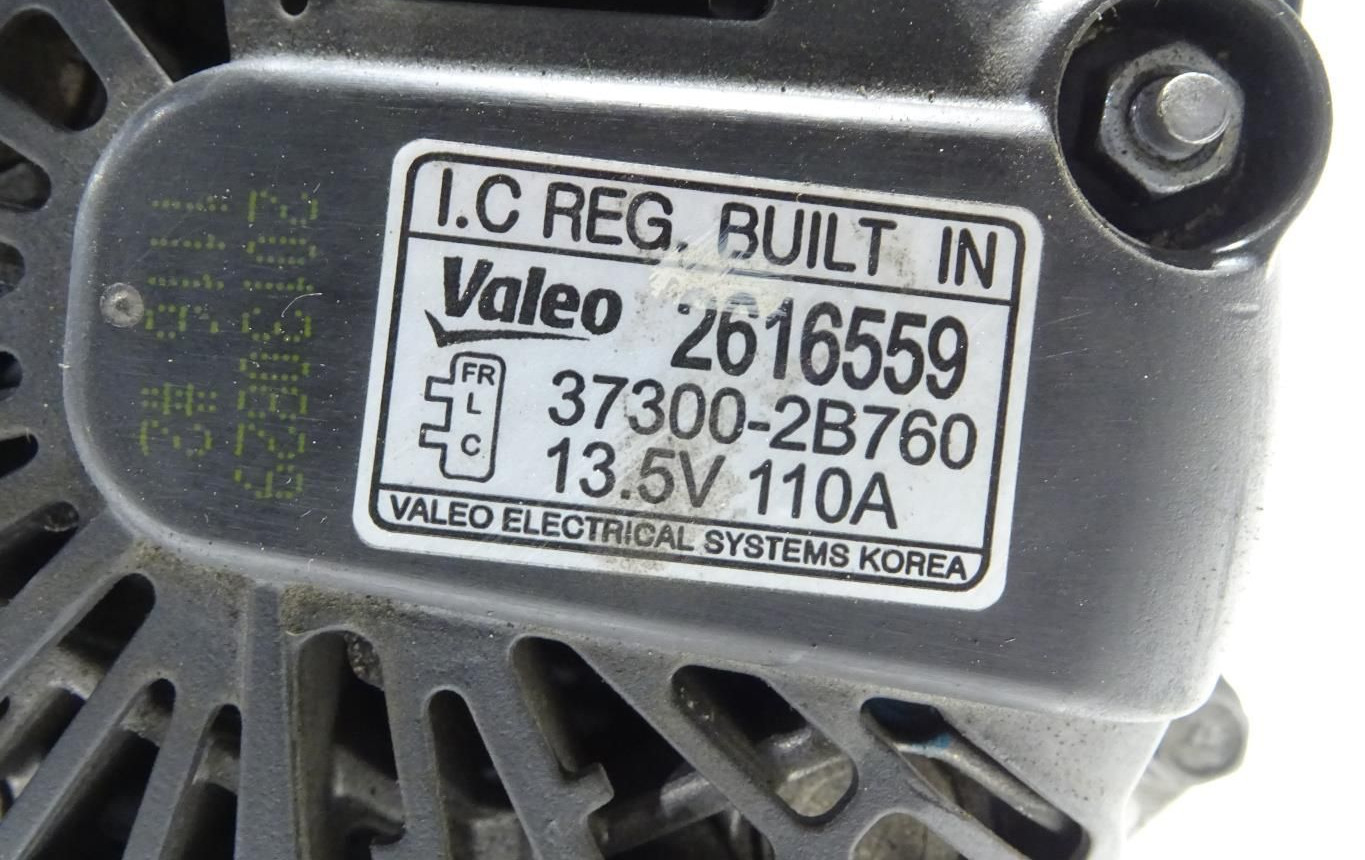 I.C REG. BUILT IN
Valeo 2616559
FR
L
C
37300-2B760
13.5V 110A
VALEO ELECTRICAL SYSTEMS KOREA